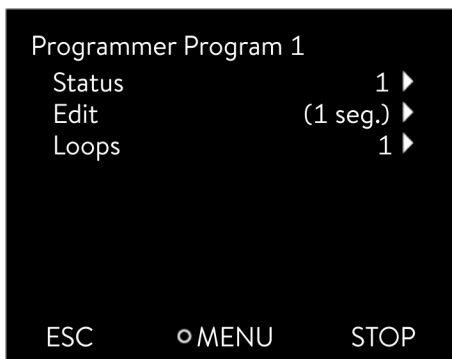 Programmer Program 1
Status 1
Edit (1 seg.)
Loops 1
ESC MENU STOP